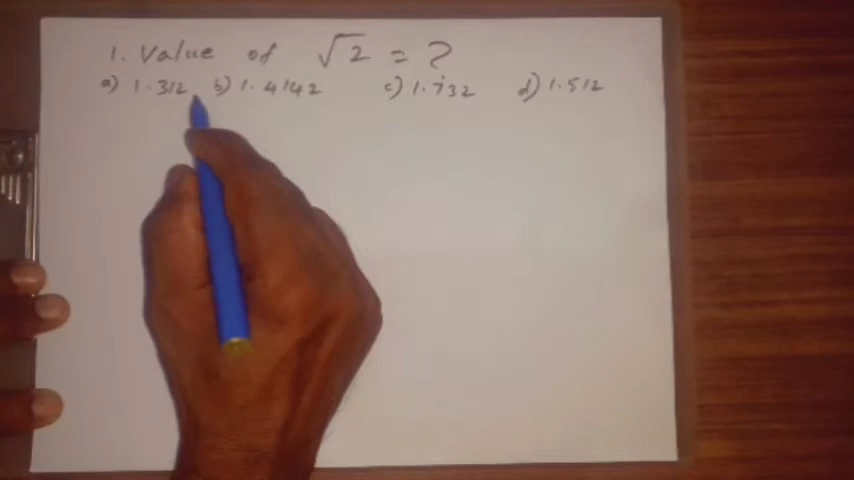 1. Value of √2 = ?
a) 1.312 b) 1.4142 c) 1.732 d) 1.512